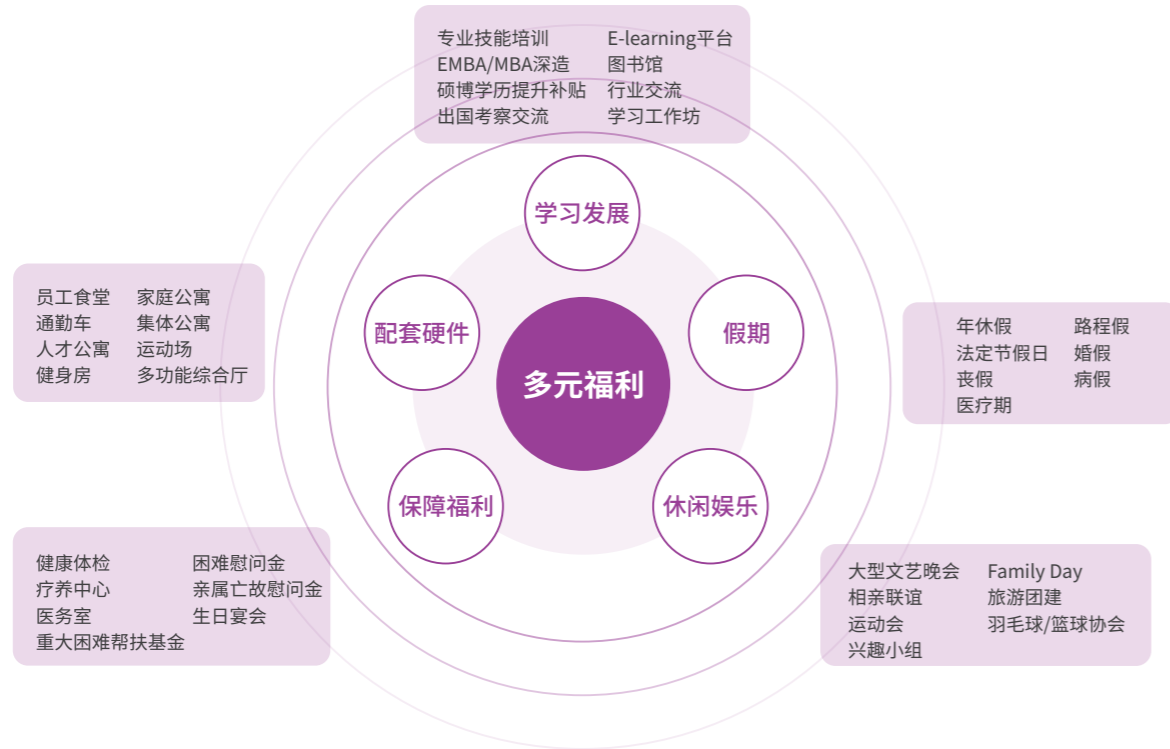 专业技能培训 E-learning平台
EMBA/MBA深造 图书馆
硕博学历提升补贴 行业交流
出国考察交流 学习工作坊
学习发展
员工食堂 家庭公寓
通勤车 集体公寓
人才公寓 运动场
健身房 多功能综合厅
配套硬件
假期
年休假 路程假
法定节假日 婚假
丧假 病假
医疗期
多元福利
保障福利
休闲娱乐
健康体检 困难慰问金
疗养中心 亲属亡故慰问金
医务室 生日宴会
重大困难帮扶基金
大型文艺晚会 Family Day
相亲联谊 旅游团建
运动会 羽毛球/篮球协会
兴趣小组